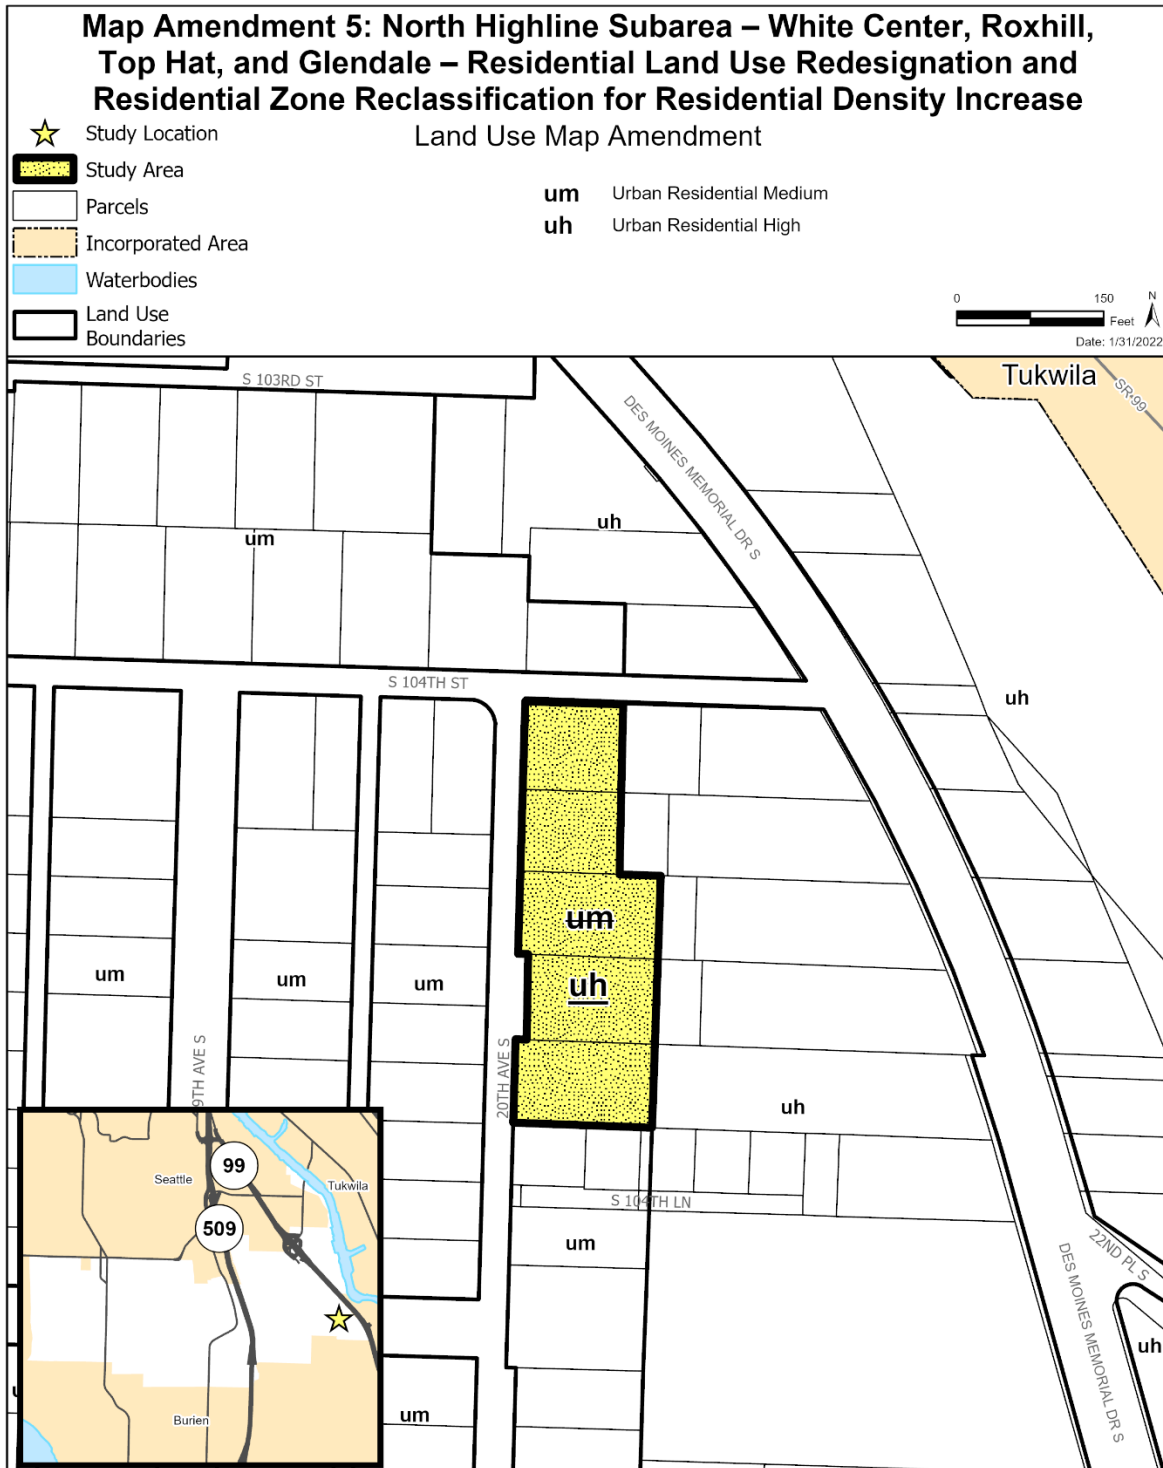 Map Amendment 5: North Highline Subarea – White Center, Roxhill,
Top Hat, and Glendale – Residential Land Use Redesignation and
Residential Zone Reclassification for Residential Density Increase
Land Use Map Amendment
Study Location
Study Area
Parcels
Incorporated Area
Waterbodies
Land Use
Boundaries
um Urban Residential Medium
uh Urban Residential High
0 150
Feet
N
Date: 1/31/2022
Tukwila
SR-99
S 103RD ST
DES MOINES MEMORIAL DR S
um
uh
S 104TH ST
uh
um
uh
um
um
um
19TH AVE S
20TH AVE S
uh
S 104TH LN
um
22ND PL S
DES MOINES MEMORIAL DR S
uh
um
99
Seattle
Tukwila
509
Burien